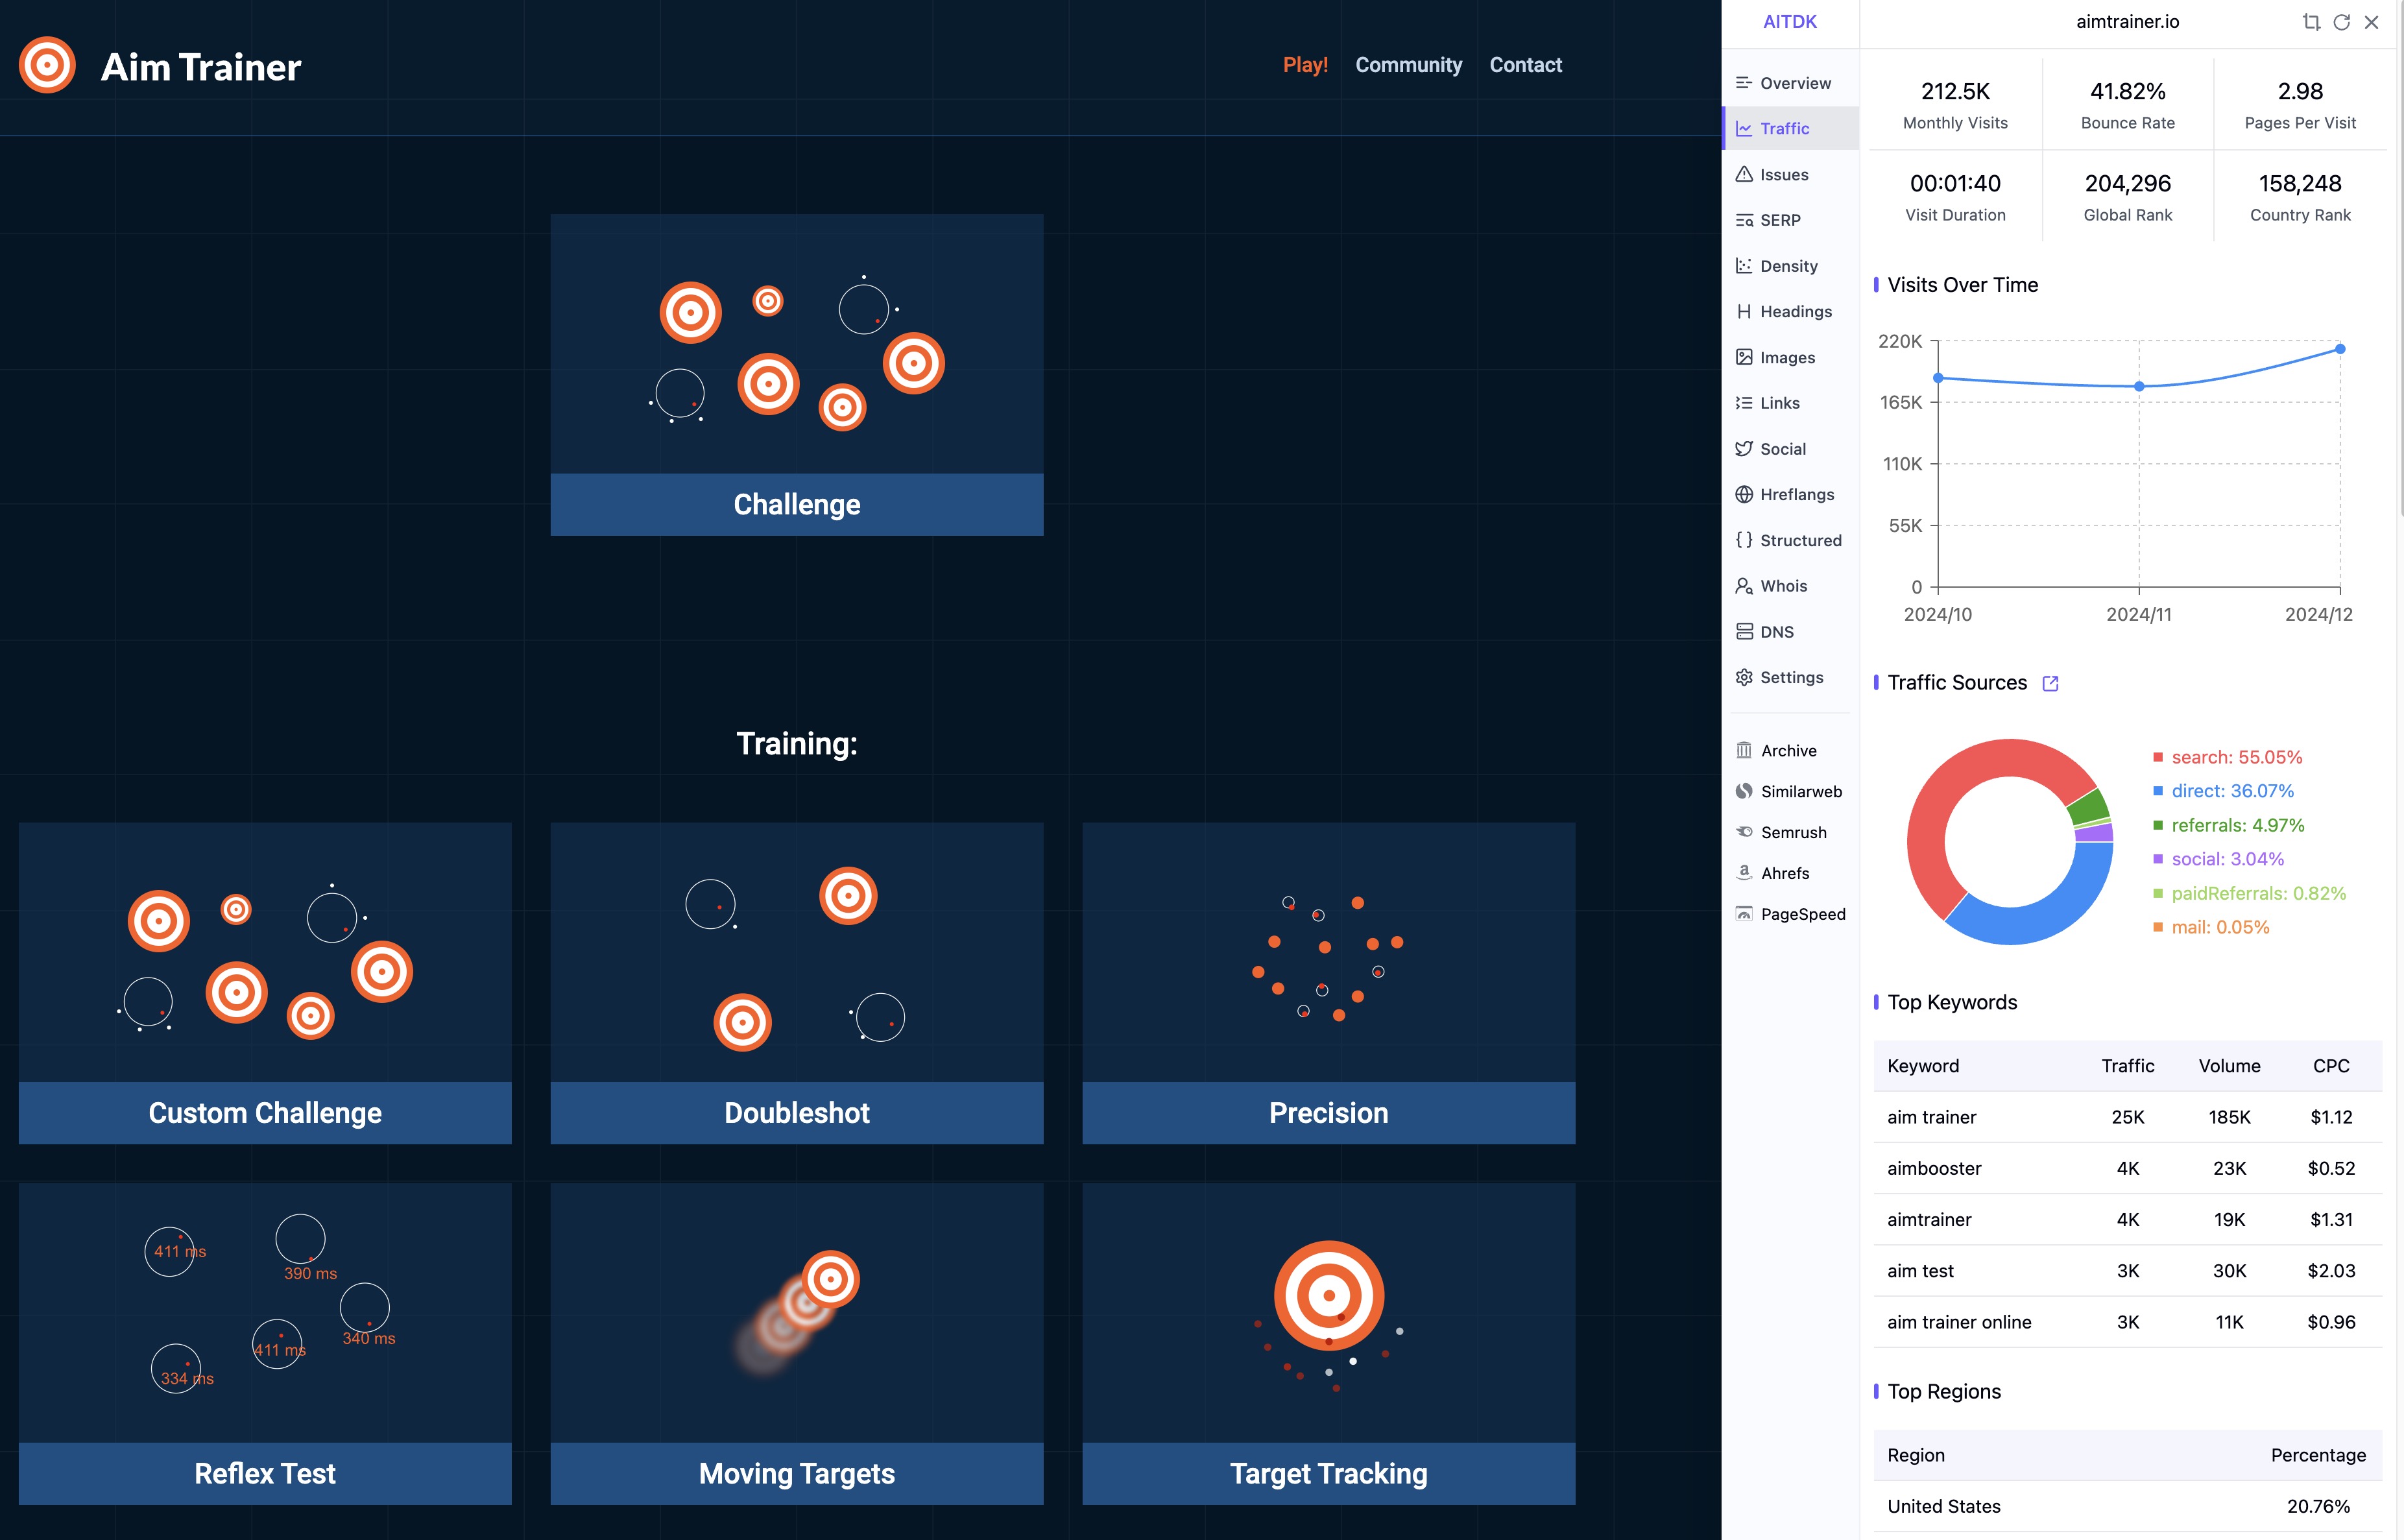 Aim Trainer
Play! Community Contact
Challenge
Training:
Custom Challenge
Doubleshot
Precision
411 ms
390 ms
340 ms
411 ms
334 ms
Reflex Test
Moving Targets
Target Tracking
AITDK
Overview
Traffic
Issues
SERP
Density
Headings
Images
Links
Social
Hreflangs
Structured
Whois
DNS
Settings
Archive
Similarweb
Semrush
Ahrefs
PageSpeed
aimtrainer.io
212.5K 41.82% 2.98
Monthly Visits Bounce Rate Pages Per Visit
00:01:40 204,296 158,248
Visit Duration Global Rank Country Rank
Visits Over Time
220K
165K
110K
55K
0
2024/10 2024/11 2024/12
Traffic Sources
search: 55.05%
direct: 36.07%
referrals: 4.97%
social: 3.04%
paidReferrals: 0.82%
mail: 0.05%
Top Keywords
Keyword Traffic Volume CPC
aim trainer 25K 185K $1.12
aimbooster 4K 23K $0.52
aimtrainer 4K 19K $1.31
aim test 3K 30K $2.03
aim trainer online 3K 11K $0.96
Top Regions
Region Percentage
United States 20.76%